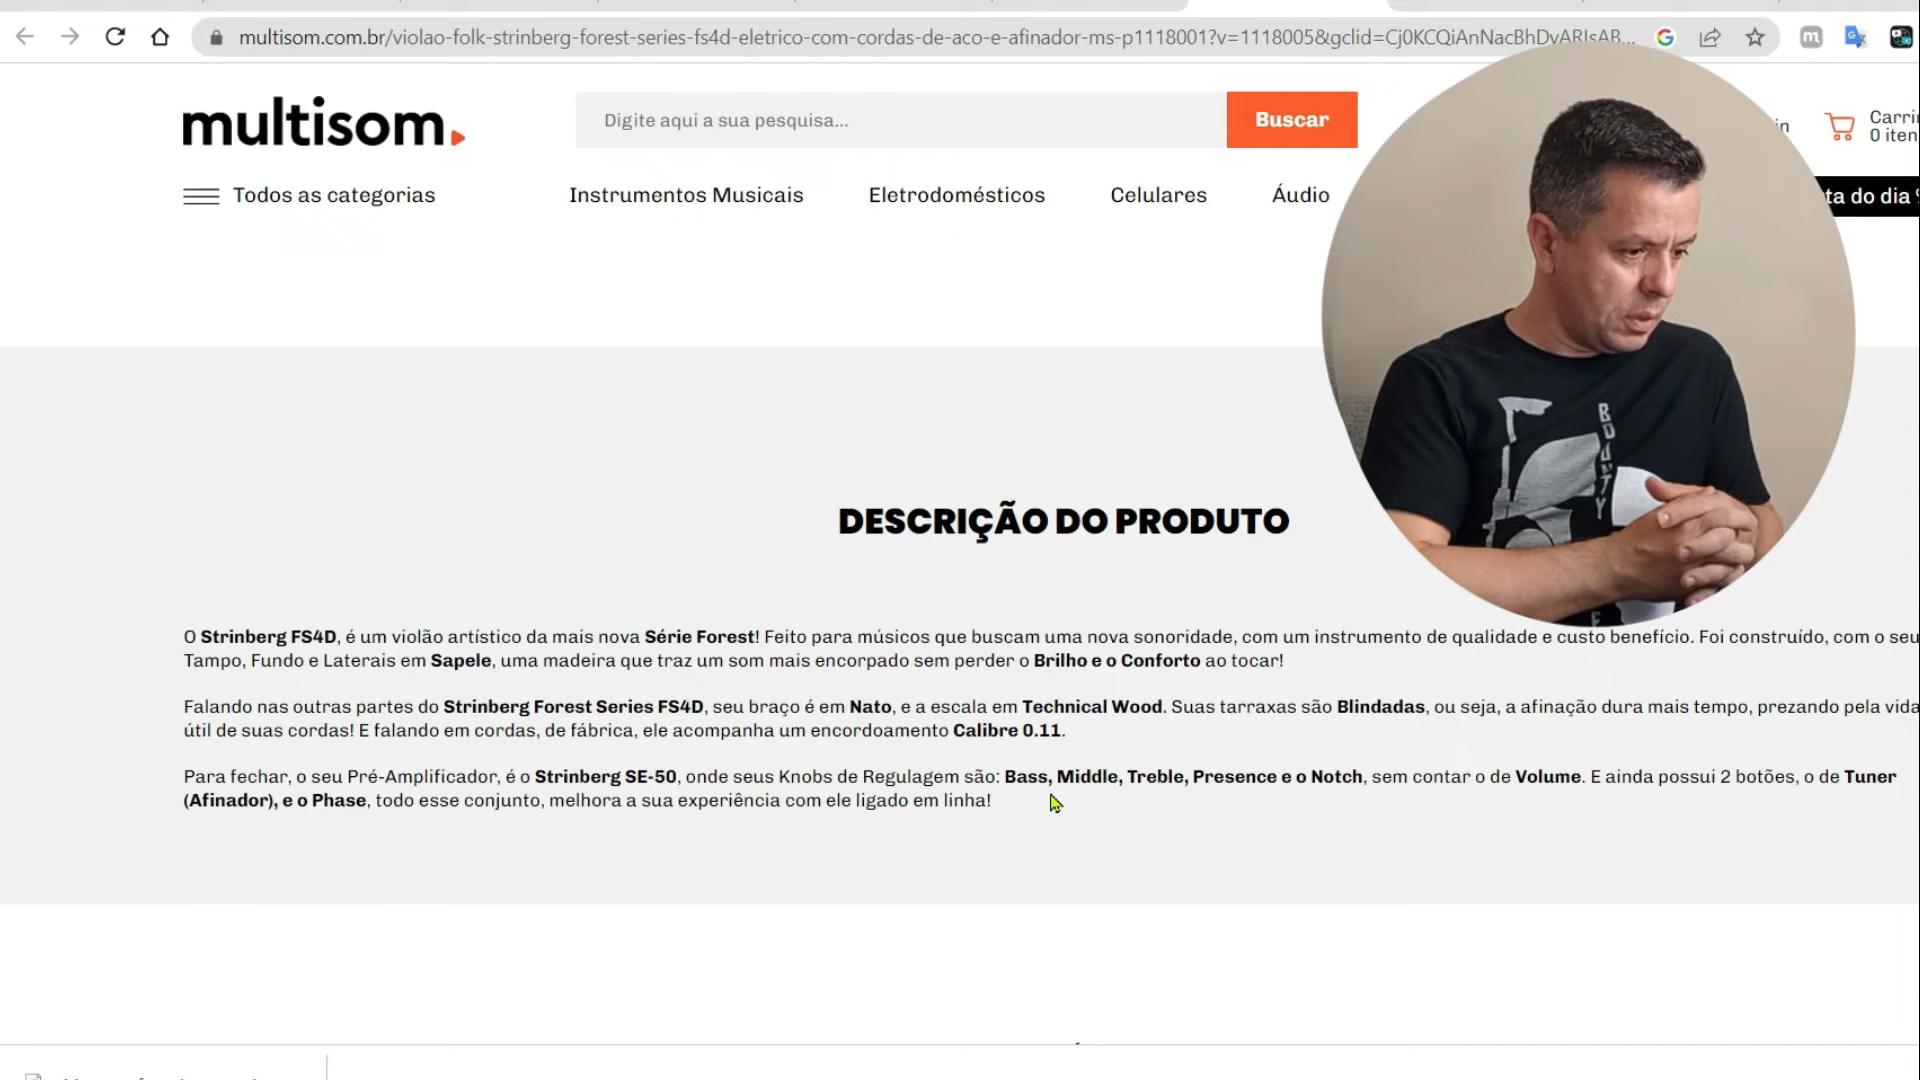 multisom.com.br/violao-folk-strinberg-forest-series-fs4d-eletrico-com-cordas-de-aco-e-afinador-ms-p1118001?v=1118005&gclid=Cj0KCQiAnNacBhDvARIsAB...
multisom
Digite aqui a sua pesquisa...
Buscar
Carri
0 iten
Todos as categorias
Instrumentos Musicais
Eletrodomésticos
Celulares
Áudio
ta do dia
BOUNTY
DESCRIÇÃO DO PRODUTO
O Strinberg FS4D, é um violão artístico da mais nova Série Forest! Feito para músicos que buscam uma nova sonoridade, com um instrumento de qualidade e custo benefício. Foi construído, com o seu
Tampo, Fundo e Laterais em Sapele, uma madeira que traz um som mais encorpado sem perder o Brilho e o Conforto ao tocar!
Falando nas outras partes do Strinberg Forest Series FS4D, seu braço é em Nato, e a escala em Technical Wood. Suas tarraxas são Blindadas, ou seja, a afinação dura mais tempo, prezando pela vida
útil de suas cordas! E falando em cordas, de fábrica, ele acompanha um encordoamento Calibre 0.11.
Para fechar, o seu Pré-Amplificador, é o Strinberg SE-50, onde seus Knobs de Regulagem são: Bass, Middle, Treble, Presence e o Notch, sem contar o de Volume. E ainda possui 2 botões, o de Tuner
(Afinador), e o Phase, todo esse conjunto, melhora a sua experiência com ele ligado em linha!